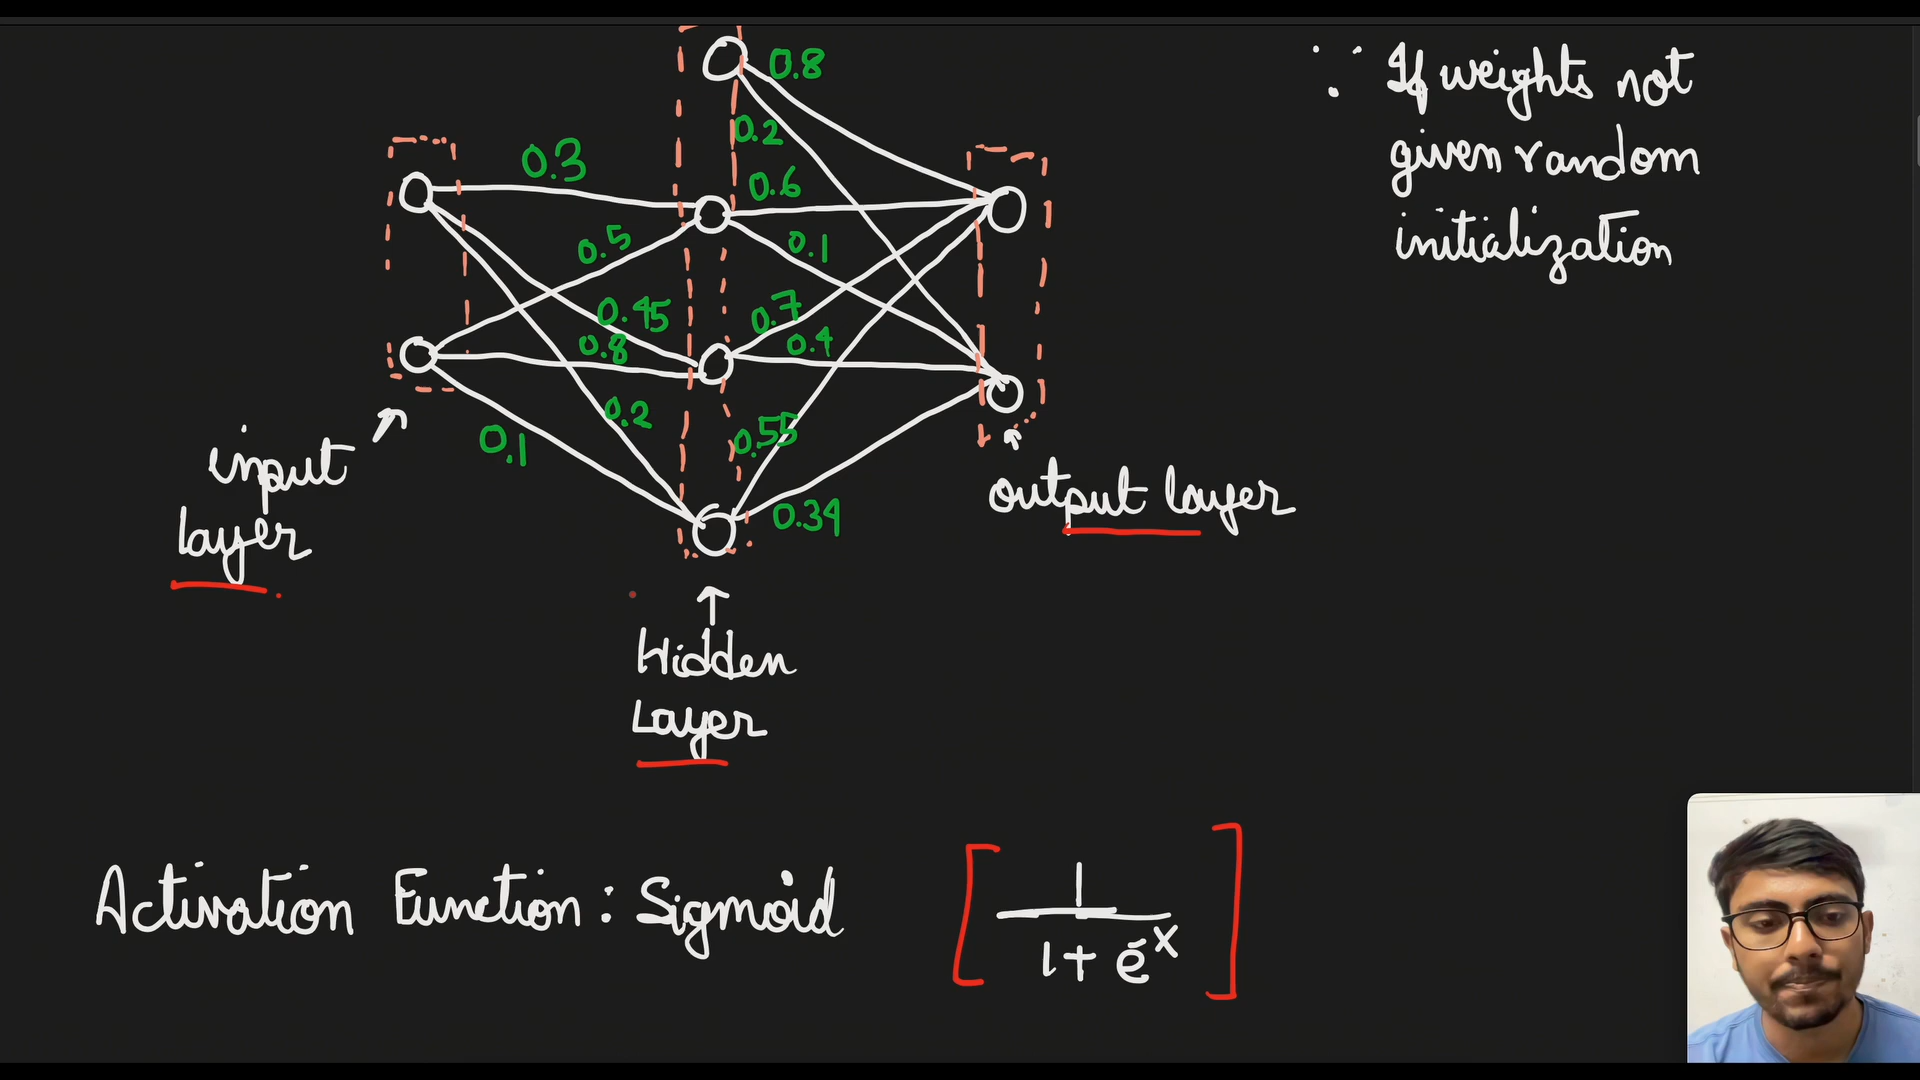 0.8
0.2
0.3
0.6
0.5
0.1
0.45
0.7
0.8
0.4
0.2
0.1
0.55
0.34
input
layer
output layer
Hidden
Layer
∵ If weights not
given random
initialization
Activation Function : Sigmoid [ 1
1 + e^-x ]